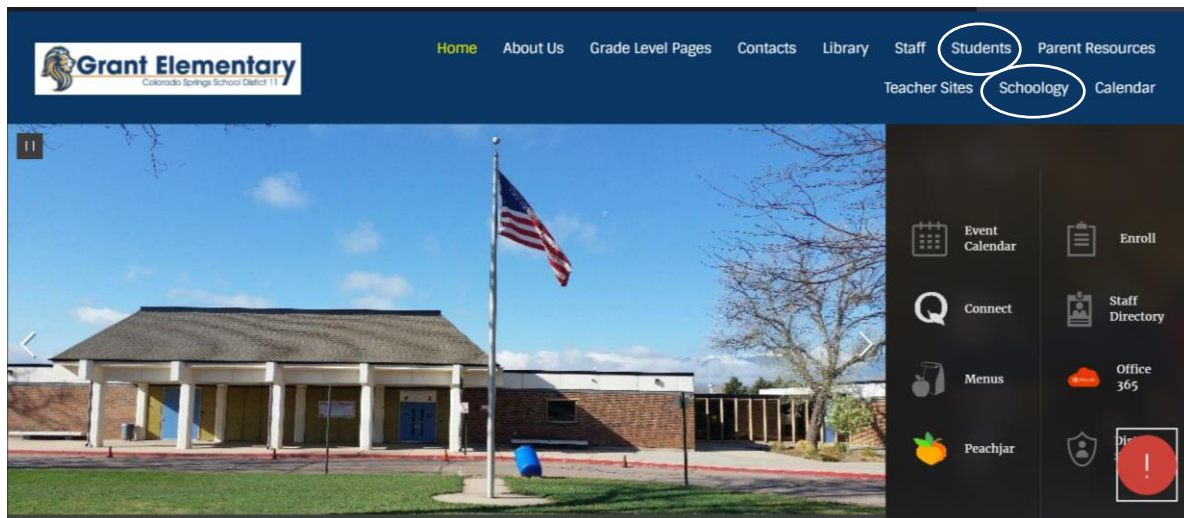 Grant Elementary
Colorado Springs School District 11
Home About Us Grade Level Pages Contacts Library Staff Students Parent Resources
Teacher Sites Schoology Calendar
Event
Calendar
Enroll
Connect
Staff
Directory
Menus
Office
365
Peachjar
!